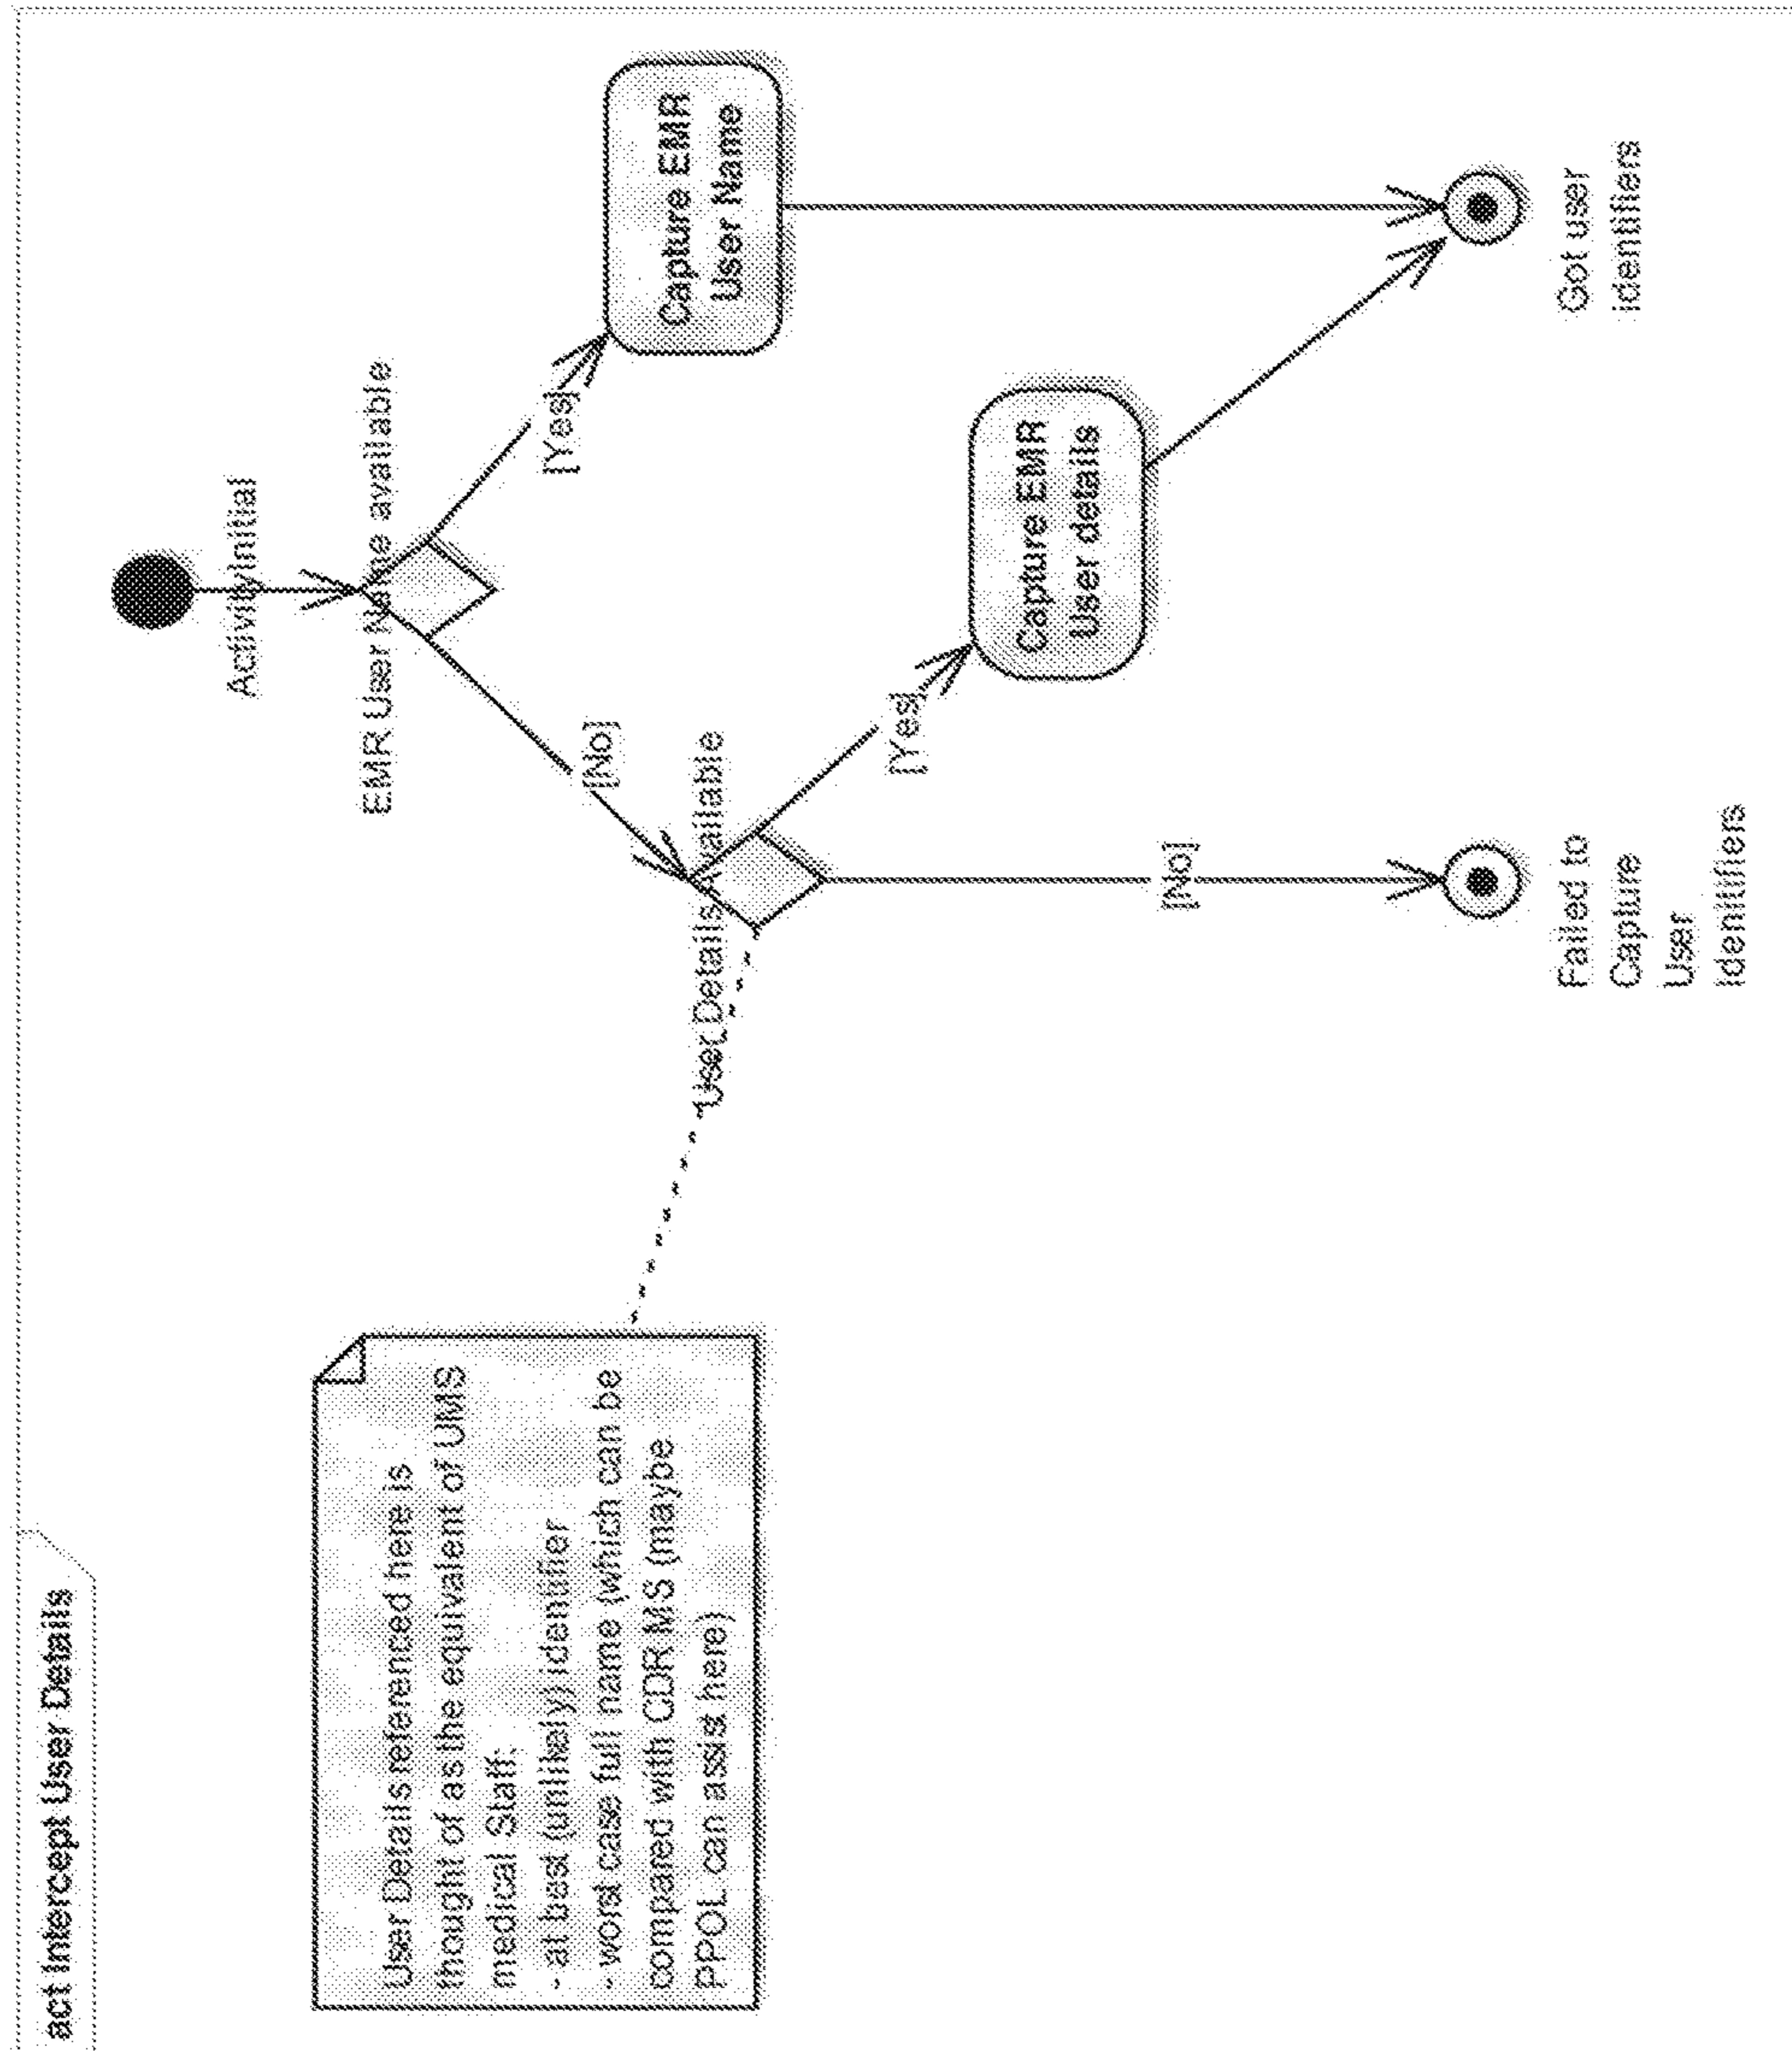 act Intercept User Details
ActivityInitial
EMR User Name available
[Yes]
Capture EMR
User Name
[No]
User Details Available
[Yes]
Capture EMR
User details
[No]
User Details referenced here is
thought of as the equivalent of UMS
medical Staff:
- at best (unlikely) identifier
- worst case full name (which can be
compared with CDR MS (maybe
PPOL can assist here)
Got user
identifiers
Failed to
Capture
User
Identifiers